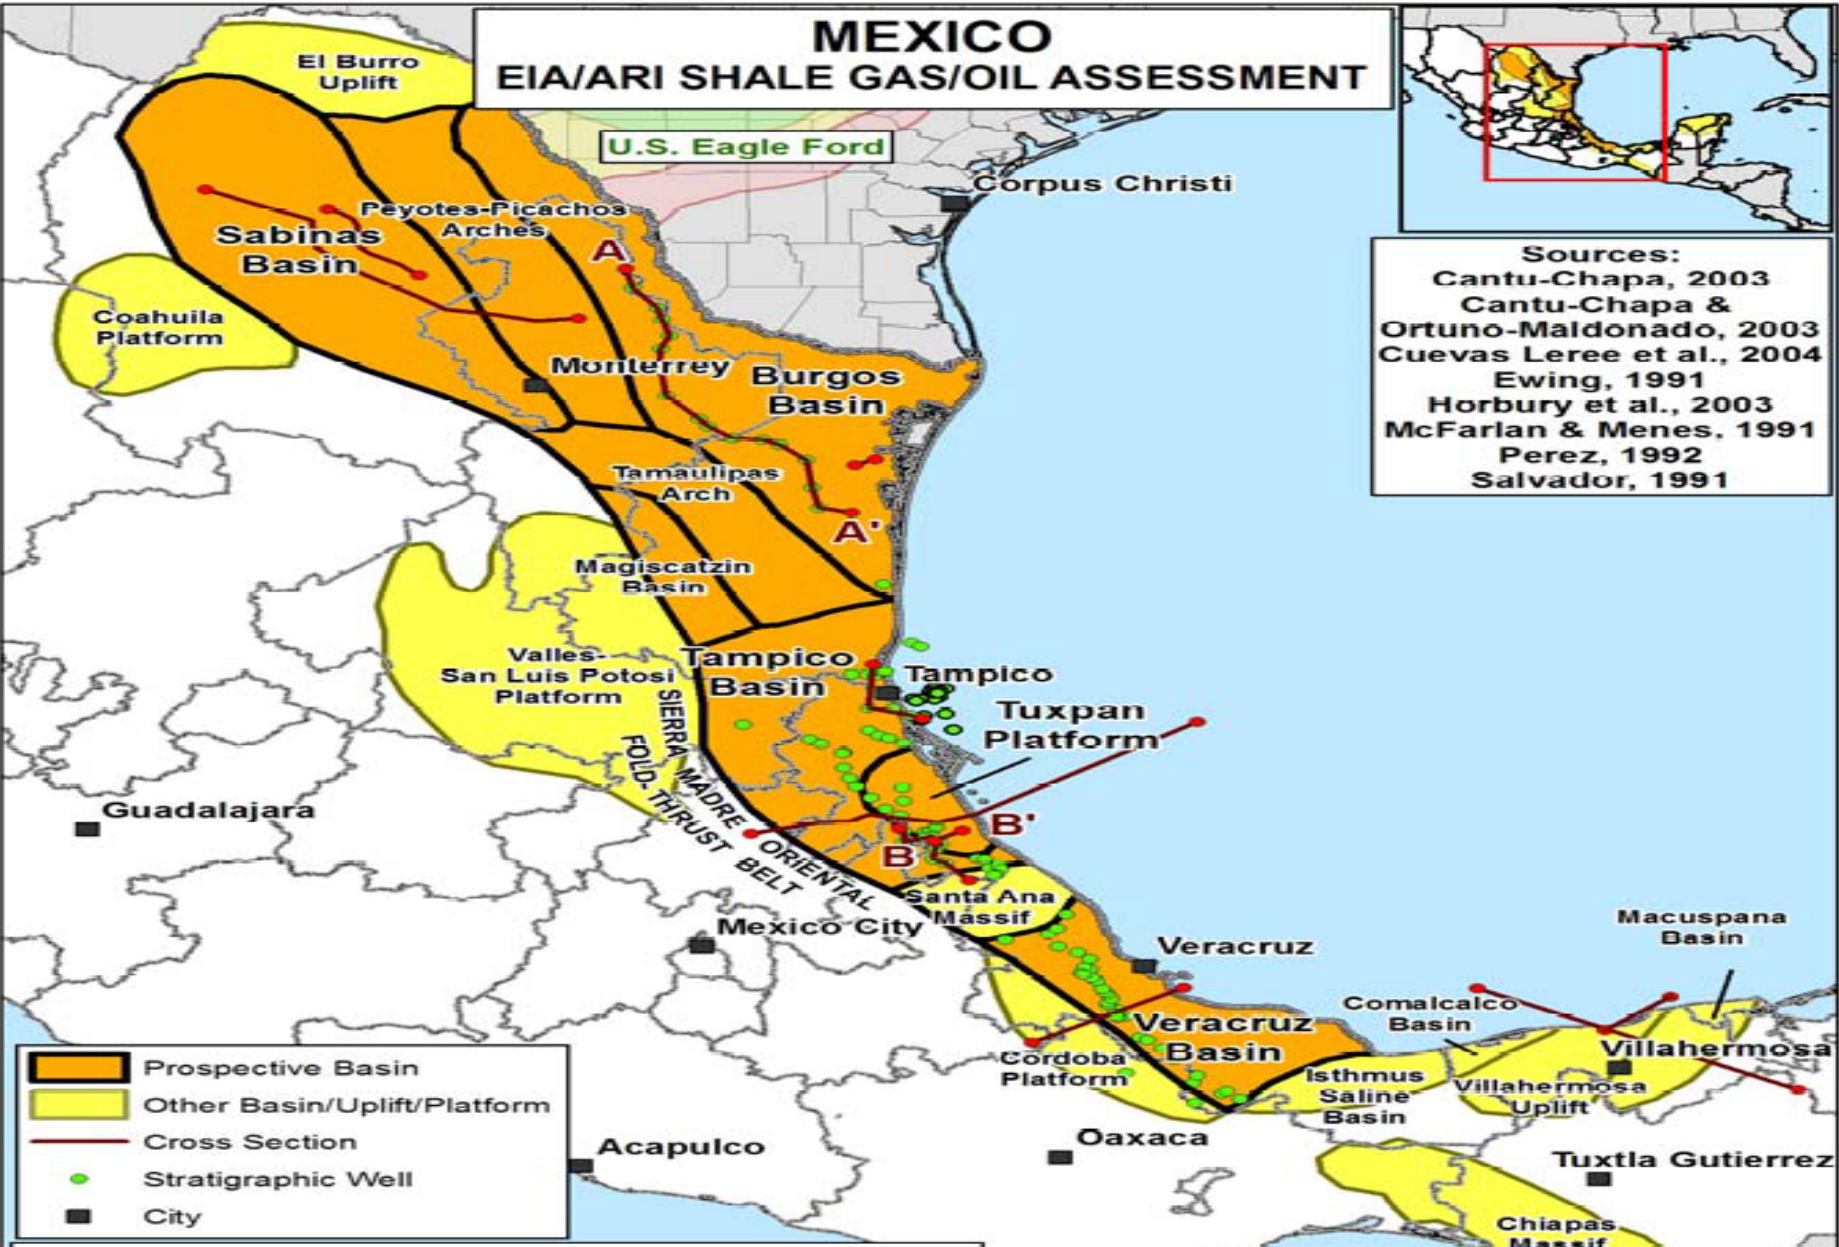 MEXICO
EIA/ARI SHALE GAS/OIL ASSESSMENT
El Burro
Uplift
U.S. Eagle Ford
Corpus Christi
Sources:
Cantu-Chapa, 2003
Cantu-Chapa &
Ortuno-Maldonado, 2003
Cuevas Leree et al., 2004
Ewing, 1991
Horbury et al., 2003
McFarlan & Menes, 1991
Perez, 1992
Salvador, 1991
Peyotes-Picachos
Arches
Sabinas
Basin
A
Coahuila
Platform
Monterrey
Burgos
Basin
Tamaulipas
Arch
A'
Magiscatzin
Basin
Valles-
San Luis Potosi
Platform
Tampico
Basin
Tampico
Tuxpan
Platform
SIERRA MADRE ORIENTAL
FOLD-THRUST BELT
Guadalajara
B'
B
Santa Ana
Massif
Mexico City
Veracruz
Macuspana
Basin
Comalcalco
Basin
Veracruz
Basin
Cordoba
Platform
Villahermosa
Isthmus
Saline
Basin
Villahermosa
Uplift
Oaxaca
Acapulco
Tuxtla Gutierrez
Chiapas
Massif
Prospective Basin
Other Basin/Uplift/Platform
Cross Section
Stratigraphic Well
City